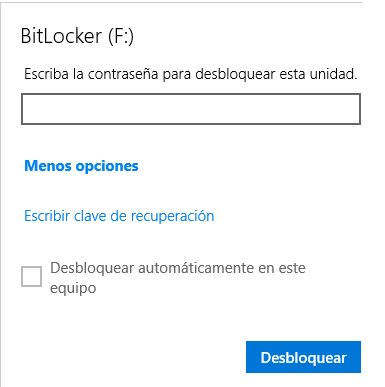 BitLocker (F:)
Escriba la contraseña para desbloquear esta unidad.
Menos opciones
Escribir clave de recuperación
Desbloquear automáticamente en este
equipo
Desbloquear